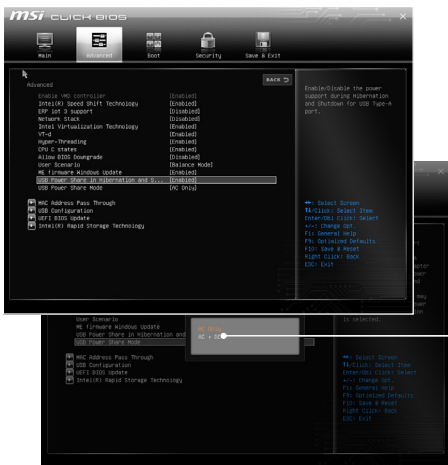 msi CLICK BIOS
Main
Advanced
Boot
Security
Save & Exit
Advanced
BACK
Enable VMD controller [Enabled]
Intel(R) Speed Shift Technology [Enabled]
ERP lot 3 support [Disabled]
Network Stack [Disabled]
Intel Virtualization Technology [Enabled]
VT-d [Enabled]
Hyper-Threading [Enabled]
CPU C states [Enabled]
Allow BIOS Downgrade [Disabled]
User Scenario [Balance Mode]
ME firmware Windows Update [Enabled]
USB Power Share in Hibernation and S... [Enabled]
USB Power Share Mode [AC Only]
MAC Address Pass Through
USB Configuration
UEFI BIOS Update
Intel(R) Rapid Storage Technology
Enable/Disable the power
support during Hibernation
and Shutdown for USB Type-A
port.
↔: Select Screen
↑↓/Click: Select Item
Enter/Dbl Click: Select
+/-: Change Opt.
F1: General Help
F9: Optimized Defaults
F10: Save & Reset
Right Click: Back
ESC: Exit
User Scenario
ME firmware Windows Update
USB Power Share in Hibernation and
USB Power Share Mode
AC Only
AC + DC
MAC Address Pass Through
USB Configuration
UEFI BIOS Update
Intel(R) Rapid Storage Technology
apter
wer
may
ower
is selected.
↔: Select Screen
↑↓/Click: Select Item
Enter/Dbl Click: Select
+/-: Change Opt.
F1: General Help
F9: Optimized Defaults
F10: Save & Reset
Right Click: Back
ESC: Exit